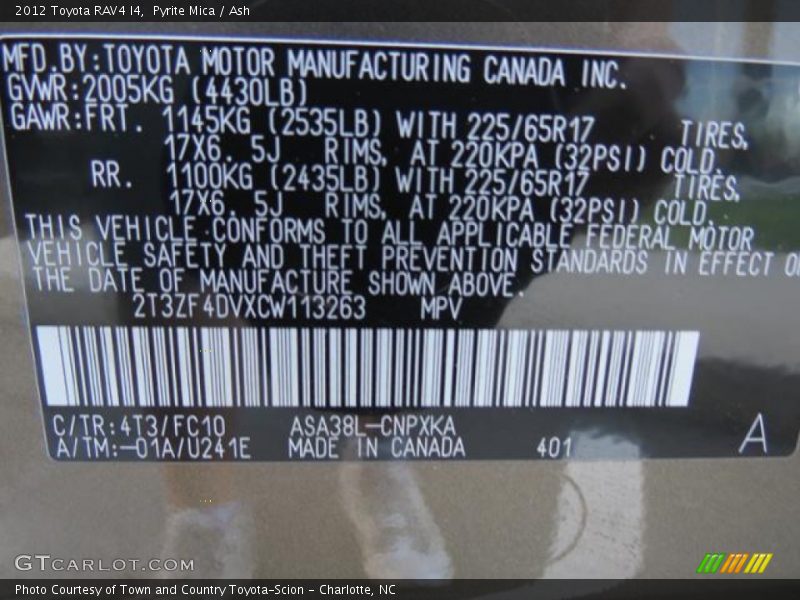 2012 Toyota RAV4 I4, Pyrite Mica / Ash
MFD.BY:TOYOTA MOTOR MANUFACTURING CANADA INC.
GVWR:2005KG (4430LB)
GAWR:FRT. 1145KG (2535LB) WITH 225/65R17 TIRES,
17X6.5J RIMS, AT 220KPA (32PSI) COLD.
RR. 1100KG (2435LB) WITH 225/65R17 TIRES,
17X6.5J RIMS, AT 220KPA (32PSI) COLD.
THIS VEHICLE CONFORMS TO ALL APPLICABLE FEDERAL MOTOR
VEHICLE SAFETY AND THEFT PREVENTION STANDARDS IN EFFECT O
THE DATE OF MANUFACTURE SHOWN ABOVE.
2T3ZF4DVXCW113263 MPV
C/TR:4T3/FC10 ASA38L-CNPXKA
A/TM:-01A/U241E MADE IN CANADA 401 A
GTCARLOT.COM
Photo Courtesy of Town and Country Toyota-Scion - Charlotte, NC